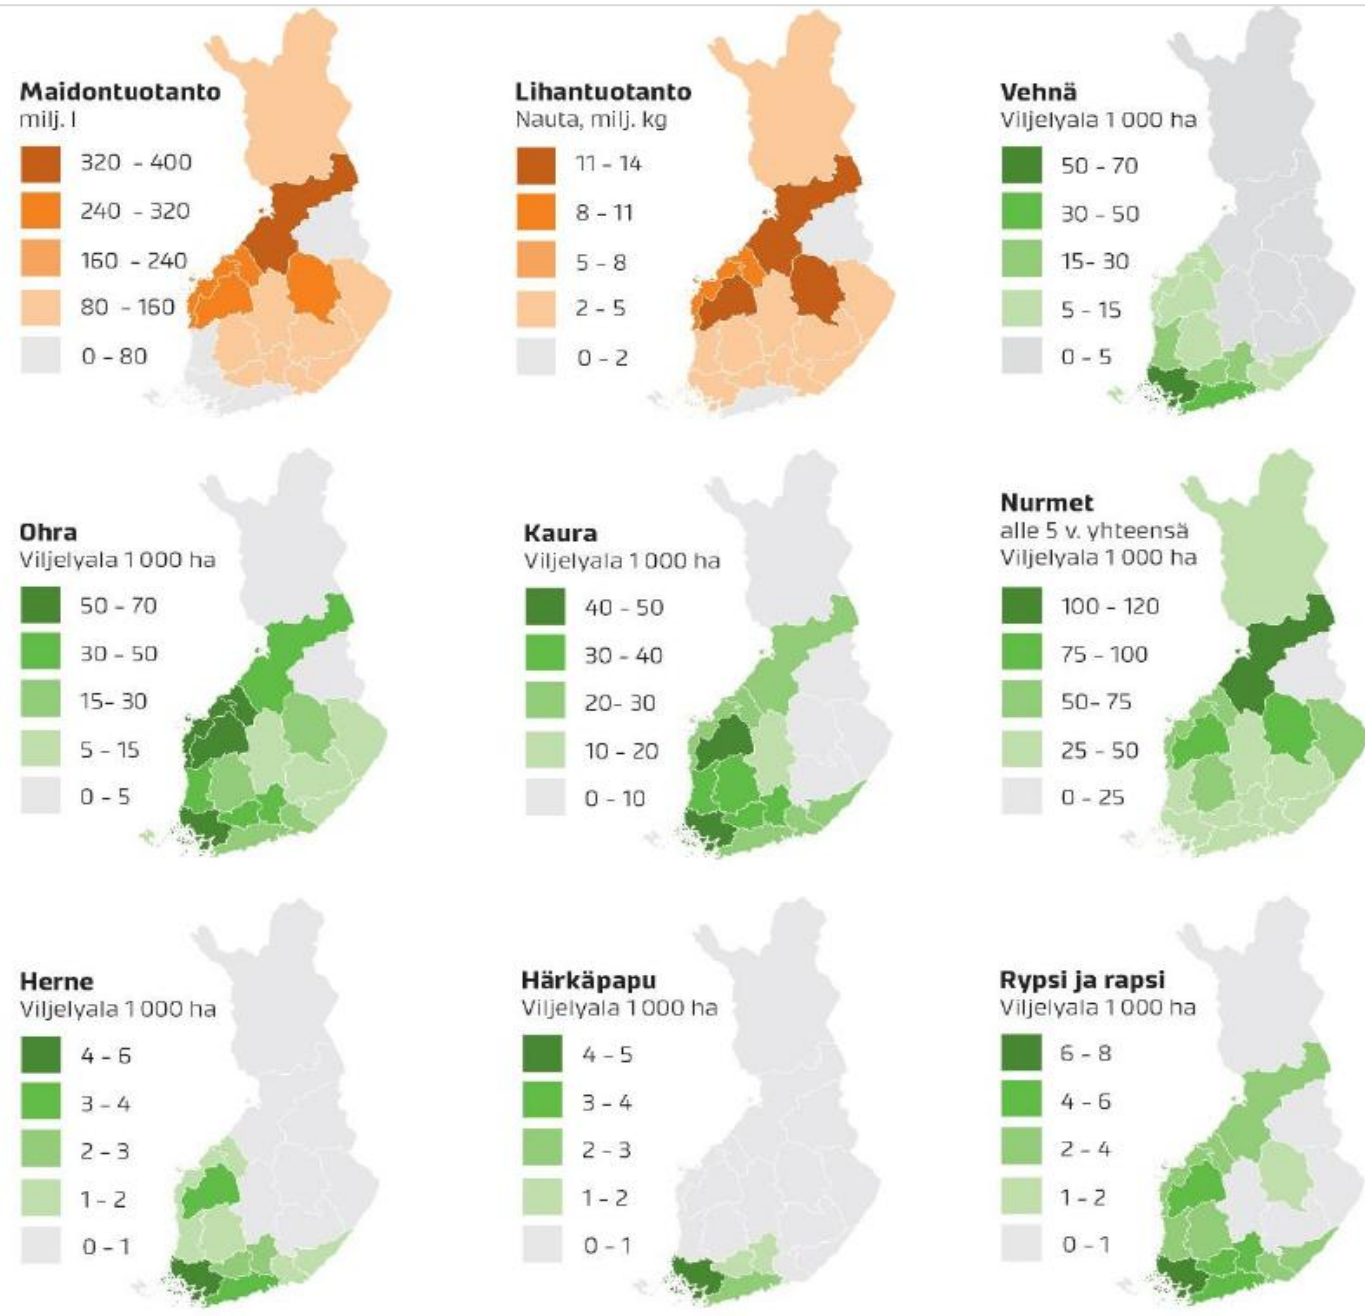 Maidontuotanto
milj. l
320 - 400
240 - 320
160 - 240
80 - 160
0 - 80
Lihantuotanto
Nauta, milj. kg
11 - 14
8 - 11
5 - 8
2 - 5
0 - 2
Vehnä
Viljelyala 1 000 ha
50 - 70
30 - 50
15- 30
5 - 15
0 - 5
Ohra
Viljelyala 1 000 ha
50 - 70
30 - 50
15- 30
5 - 15
0 - 5
Kaura
Viljelyala 1 000 ha
40 - 50
30 - 40
20- 30
10 - 20
0 - 10
Nurmet
alle 5 v. yhteensä
Viljelyala 1 000 ha
100 - 120
75 - 100
50- 75
25 - 50
0 - 25
Herne
Viljelyala 1 000 ha
4 - 6
3 - 4
2 - 3
1 - 2
0 - 1
Härkäpapu
Viljelyala 1 000 ha
4 - 5
3 - 4
2 - 3
1 - 2
0 - 1
Rypsi ja rapsi
Viljelyala 1 000 ha
6 - 8
4 - 6
2 - 4
1 - 2
0 - 1